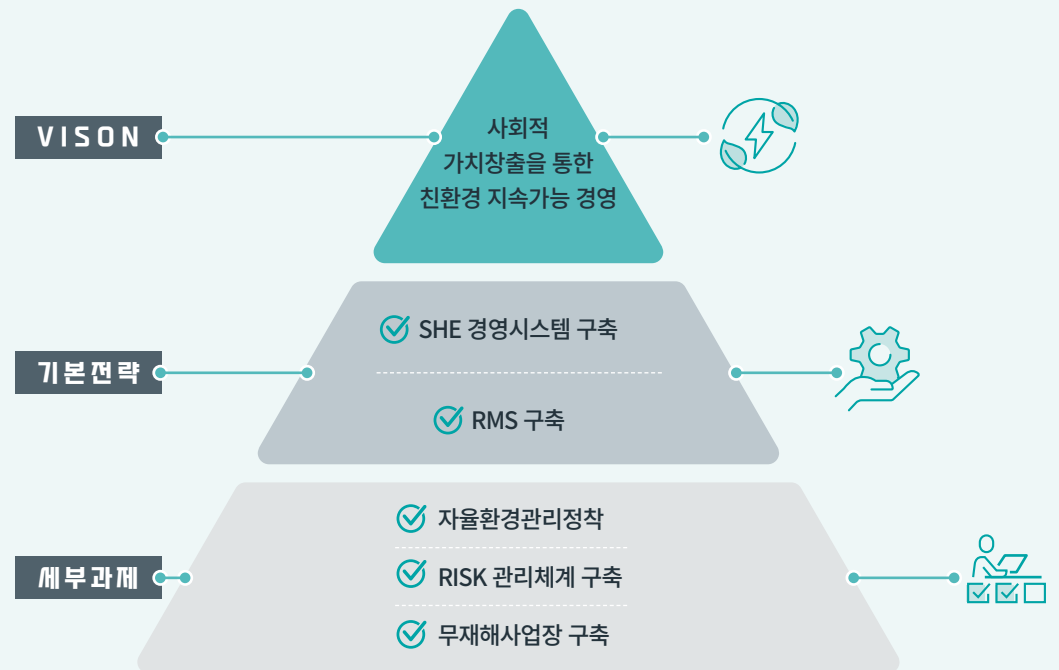 VISON
사회적
가치창출을 통한
친환경 지속가능 경영
기본전략
SHE 경영시스템 구축
RMS 구축
세부과제
자율환경관리정착
RISK 관리체계 구축
무재해사업장 구축